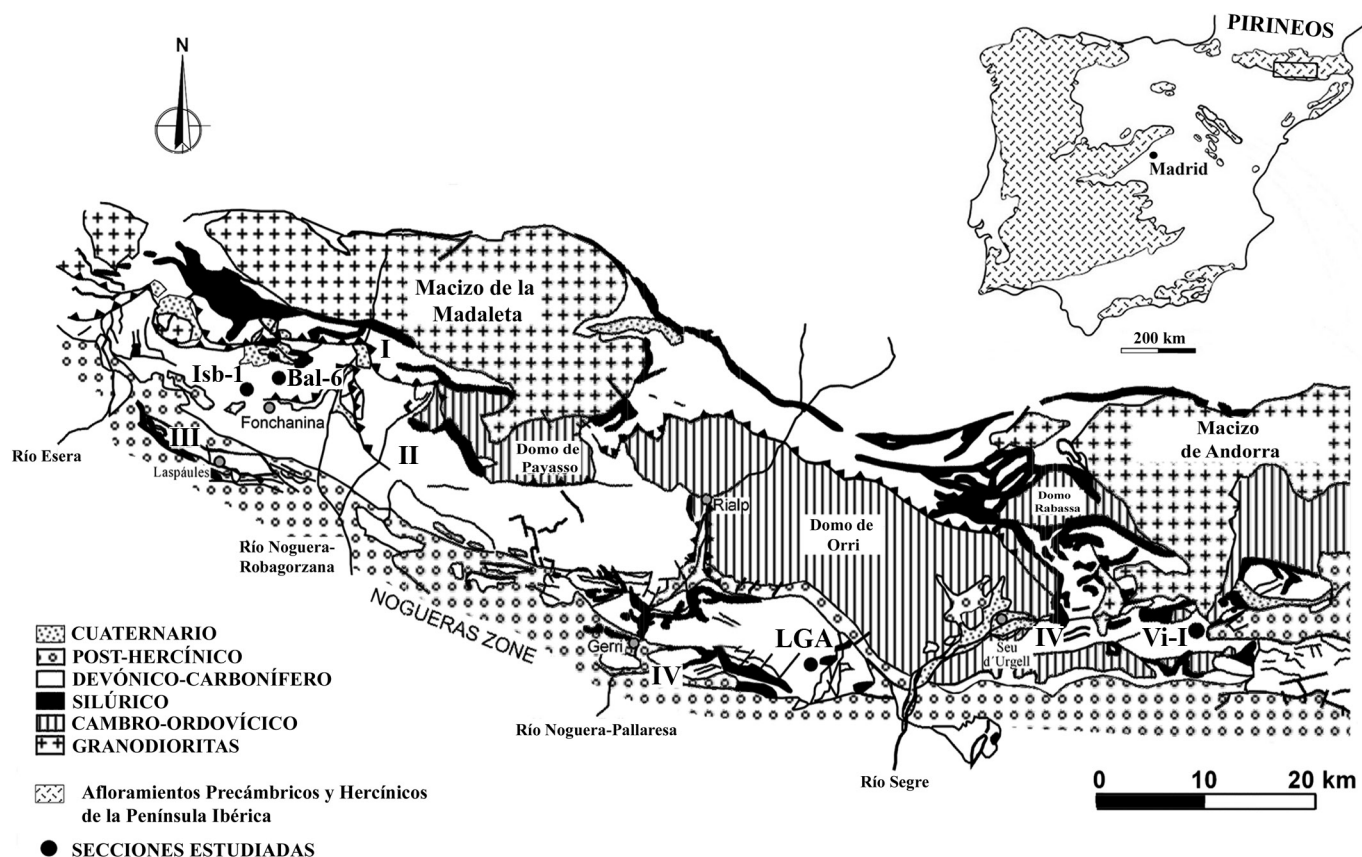 PIRINEOS
N
Madrid
200 km
Macizo de la
Madaleta
I
Isb-1
Bal-6
Fonchanina
III
II
Río Esera
Laspáules
Domo de
Payasso
Macizo
de Andorra
Domo
Rabassa
Rialp
Domo de
Orri
Río Noguera-
Robagorzana
NOGUERAS ZONE
Gerri
IV
LGA
Seu
d´Urgell
IV
Vi-I
Río Noguera-Pallaresa
Río Segre
0 10 20 km
CUATERNARIO
POST-HERCÍNICO
DEVÓNICO-CARBONÍFERO
SILÚRICO
CAMBRO-ORDOVÍCICO
GRANODIORITAS
Afloramientos Precámbricos y Hercínicos
de la Península Ibérica
SECCIONES ESTUDIADAS